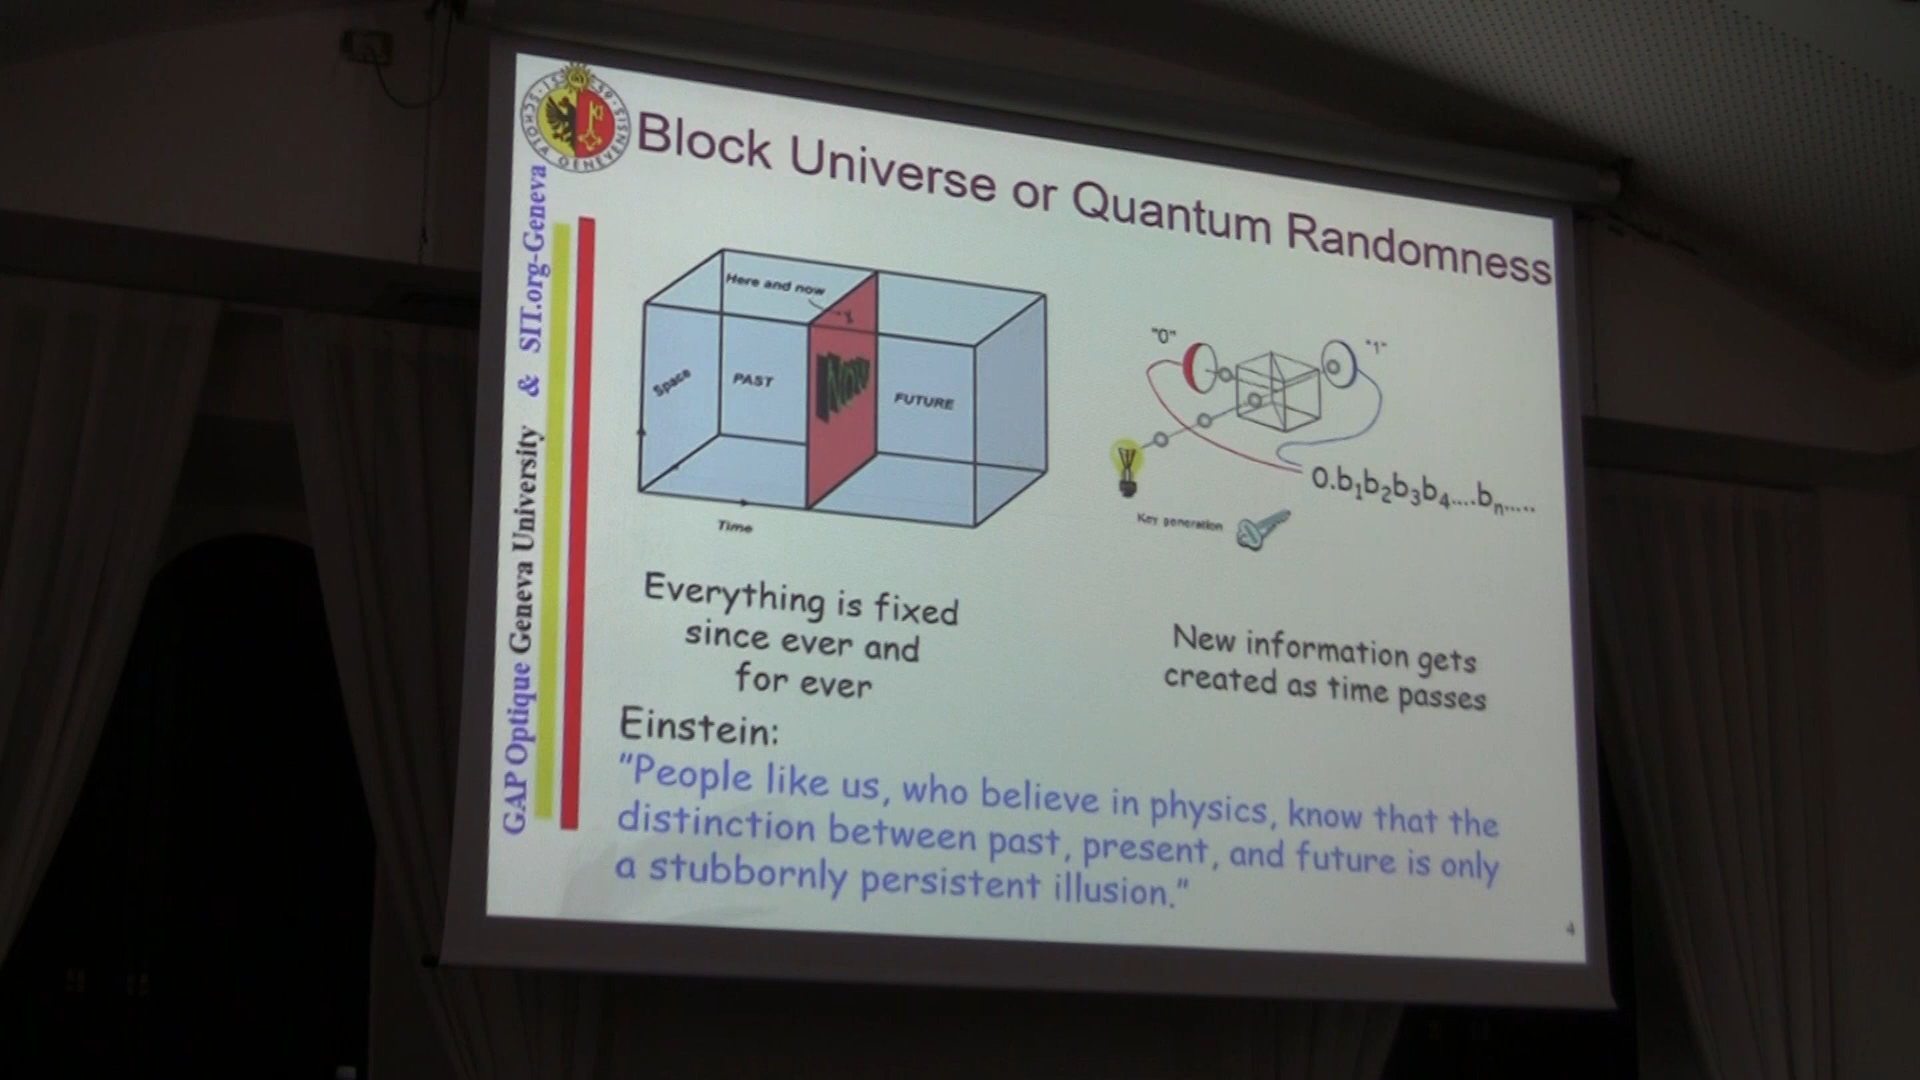 SCHOLA GENEVENSIS 1559
Block Universe or Quantum Randomness
GAP Optique Geneva University & SIT.org-Geneva
Here and now
Space
PAST
Now
FUTURE
Time
"0"
"1"
0.b₁b₂b₃b₄....bₙ.....
Key generation
Everything is fixed
since ever and
for ever
New information gets
created as time passes
Einstein:
"People like us, who believe in physics, know that the
distinction between past, present, and future is only
a stubbornly persistent illusion."
4